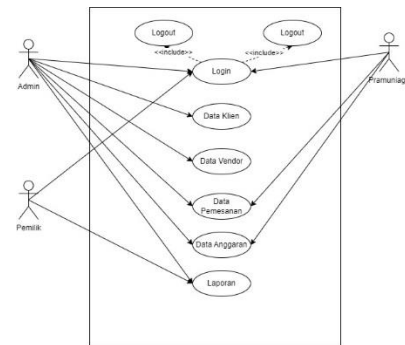 Logout
Logout
<<include>>
<<include>>
Login
Admin
Pramuniag
Data Klien
Data Vendor
Data
Pemesanan
Pemilik
Data Anggaran
Laporan